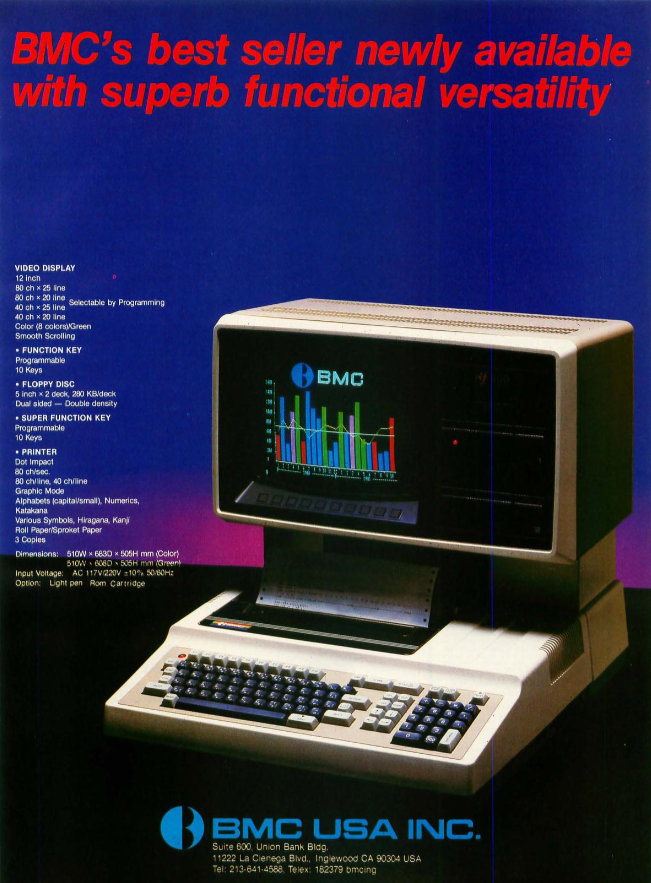 BMC's best seller newly available
with superb functional versatility
VIDEO DISPLAY
12 inch
80 ch × 25 line
80 ch × 20 line
40 ch × 25 line
40 ch × 20 line
Selectable by Programming
Color (8 colors)/Green
Smooth Scrolling
• FUNCTION KEY
Programmable
10 Keys
• FLOPPY DISC
5 inch × 2 deck, 280 KB/deck
Dual sided — Double density
• SUPER FUNCTION KEY
Programmable
10 Keys
• PRINTER
Dot Impact
80 ch/sec.
80 ch/line, 40 ch/line
Graphic Mode
Alphabets (capital/small), Numerics,
Katakana
Various Symbols, Hiragana, Kanji
Roll Paper/Sproket Paper
3 Copies
Dimensions: 510W × 683D × 505H mm (Color)
510W × 608D × 505H mm (Green)
Input Voltage: AC 117V/220V ±10% 50/60Hz
Option: Light pen Rom Cartridge
BMC
BMC USA INC.
Suite 600, Union Bank Bldg.
11222 La Cienega Blvd., Inglewood CA 90304 USA
Tel: 213-641-4588, Telex: 182379 bmcing